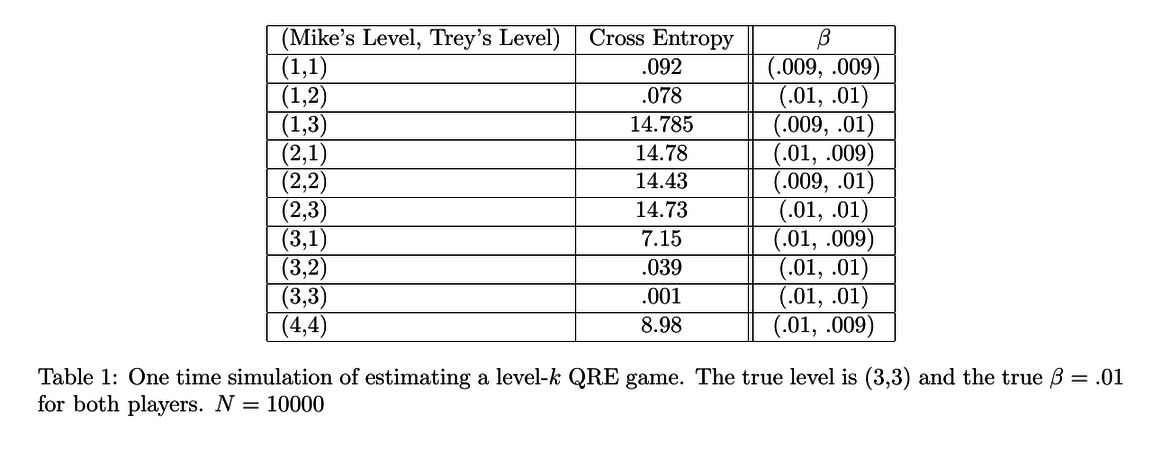 (Mike's Level, Trey's Level) Cross Entropy β
(1,1) .092 (.009, .009)
(1,2) .078 (.01, .01)
(1,3) 14.785 (.009, .01)
(2,1) 14.78 (.01, .009)
(2,2) 14.43 (.009, .01)
(2,3) 14.73 (.01, .01)
(3,1) 7.15 (.01, .009)
(3,2) .039 (.01, .01)
(3,3) .001 (.01, .01)
(4,4) 8.98 (.01, .009)
Table 1: One time simulation of estimating a level-k QRE game. The true level is (3,3) and the true β = .01
for both players. N = 10000